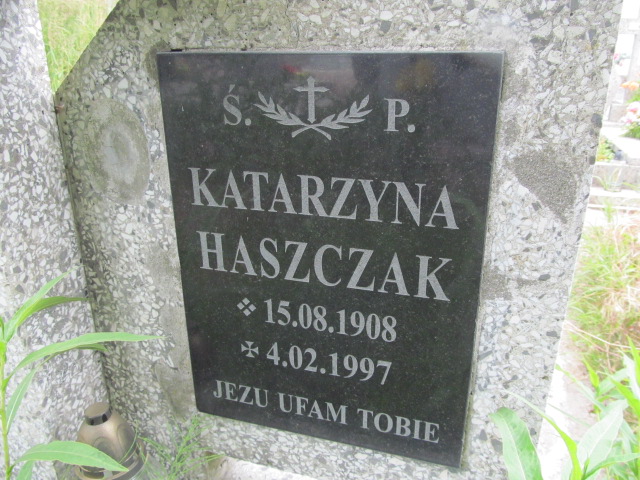 Ś. P.
KATARZYNA
HASZCZAK
15.08.1908
4.02.1997
JEZU UFAM TOBIE